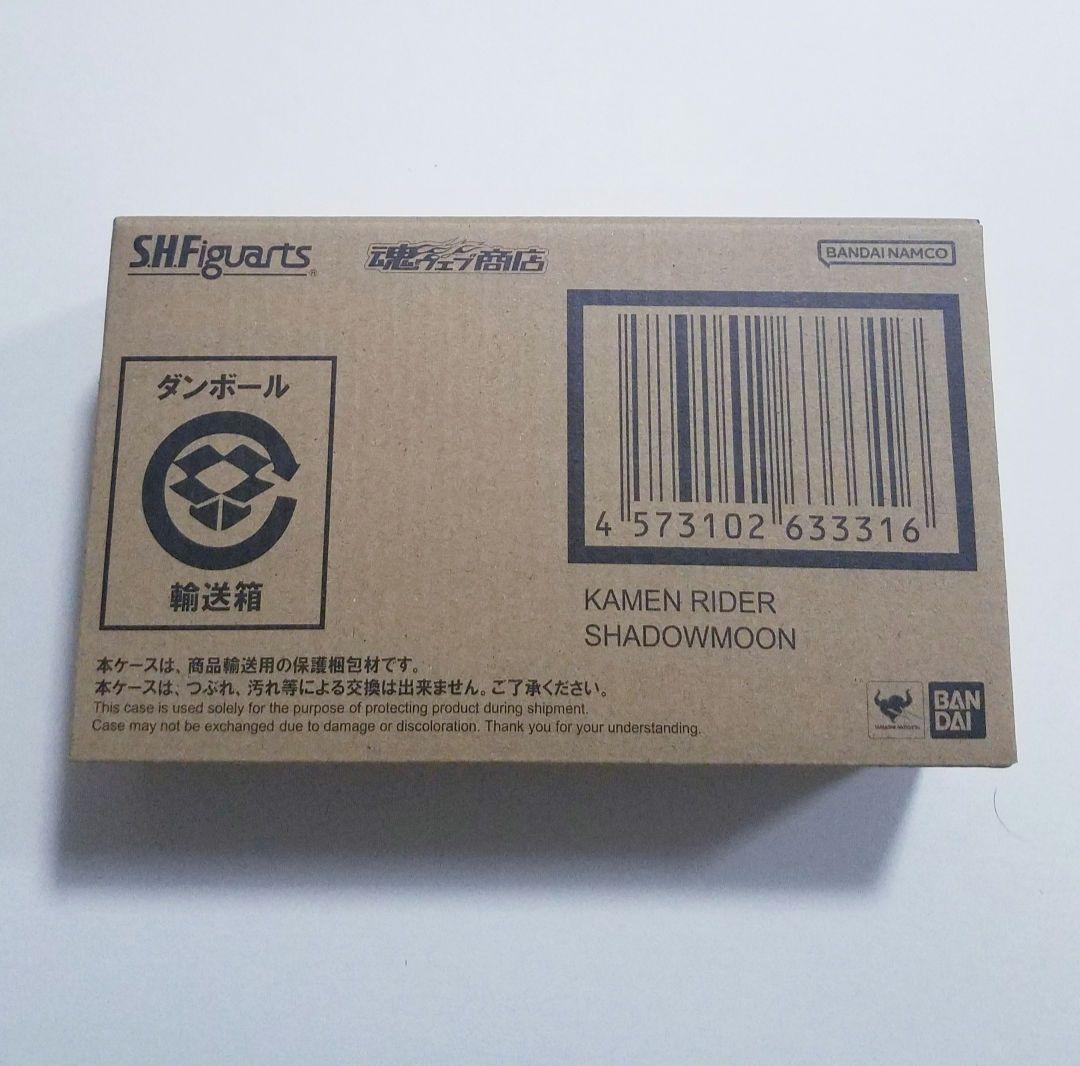 S.H.Figuarts®
魂ウェブ商店
BANDAI NAMCO
ダンボール
輸送箱
4 573102 633316
KAMEN RIDER
SHADOWMOON
本ケースは、商品輸送用の保護梱包材です。
本ケースは、つぶれ、汚れ等による交換は出来ません。ご了承ください。
This case is used solely for the purpose of protecting product during shipment.
Case may not be exchanged due to damage or discoloration. Thank you for your understanding.
BAN
DAI